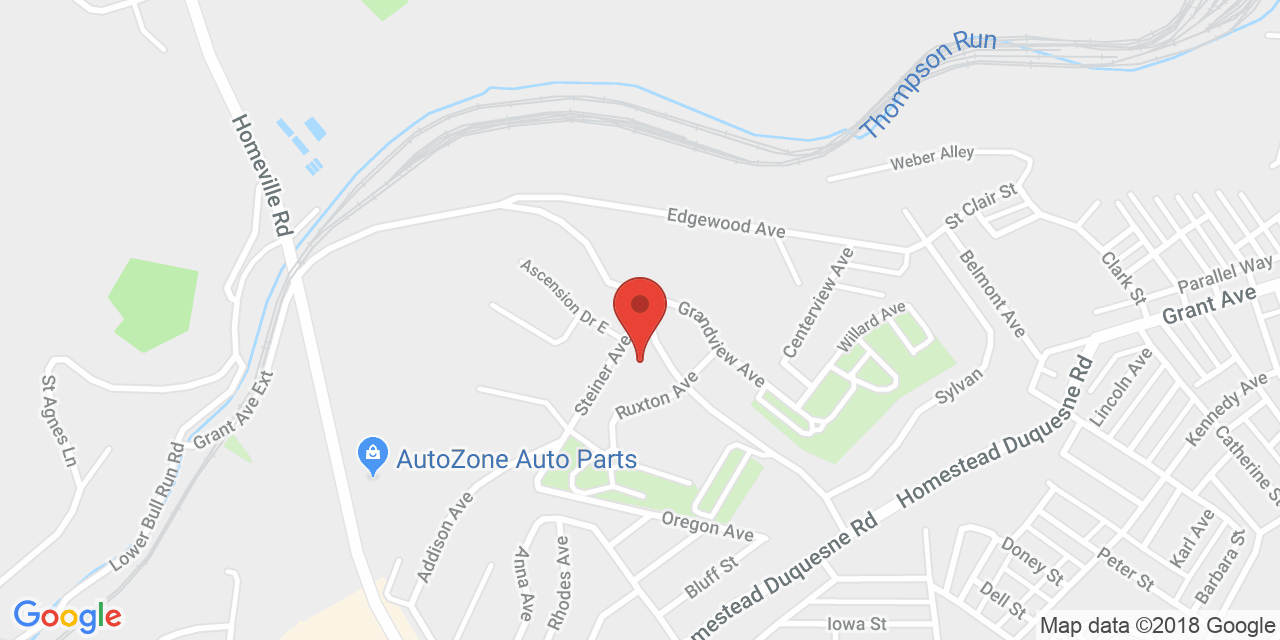 Thompson Run
Weber Alley
Homeville Rd
St Clair St
Edgewood Ave
Belmont Ave
Clark St
Parallel Way
Grant Ave
Ascension Dr E
Centerview Ave
Grandview Ave
Willard Ave
Steiner Ave
Ruxton Ave
Sylvan
Lincoln Ave
Kennedy Ave
St Agnes Ln
Grant Ave Ext
AutoZone Auto Parts
Homestead Duquesne Rd
Catherine St
Lower Bull Run Rd
Addison Ave
Oregon Ave
Anna Ave
Rhodes Ave
Bluff St
mestead Duquesne Rd
Doney St
Dell St
Peter St
Karl Ave
Barbara St
Iowa St
Google
Map data ©2018 Google